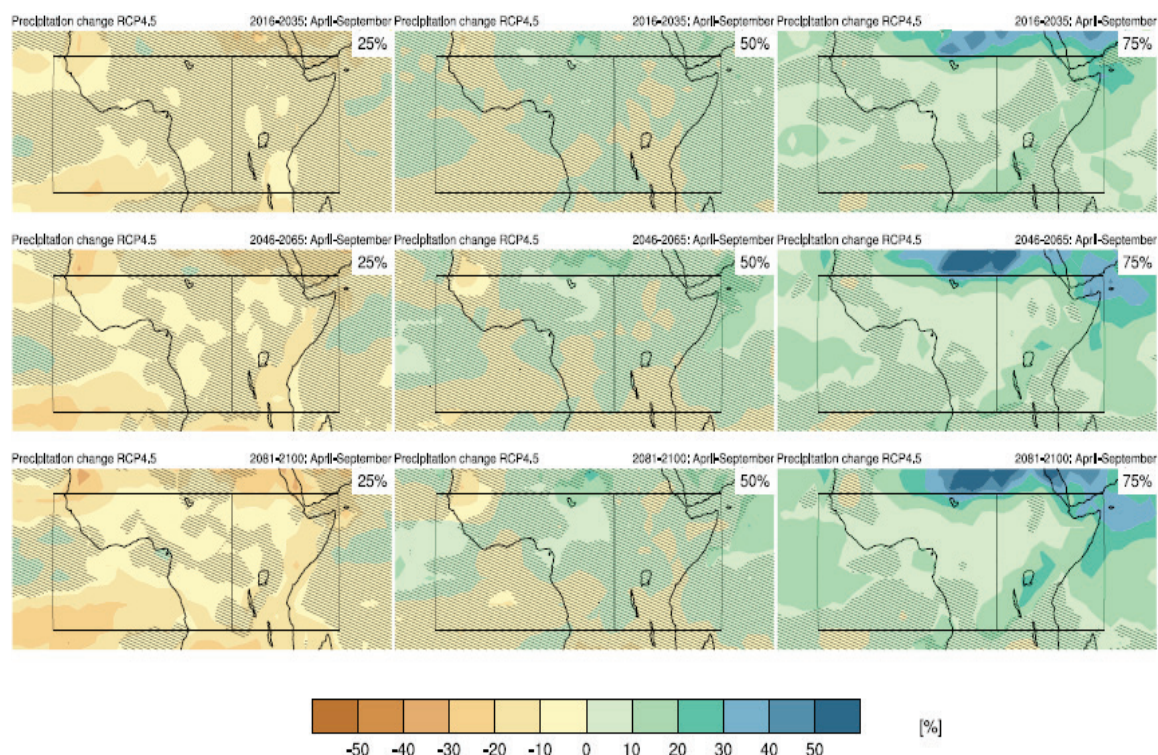 Precipitation change RCP4.5 2016-2035: April-September Precipitation change RCP4.5 2016-2035: April-September Precipitation change RCP4.5 2016-2035: April-September
25% 50% 75%
Precipitation change RCP4.5 2046-2065: April-September Precipitation change RCP4.5 2046-2065: April-September Precipitation change RCP4.5 2046-2065: April-September
25% 50% 75%
Precipitation change RCP4.5 2081-2100: April-September Precipitation change RCP4.5 2081-2100: April-September Precipitation change RCP4.5 2081-2100: April-September
25% 50% 75%
[%]
-50 -40 -30 -20 -10 0 10 20 30 40 50